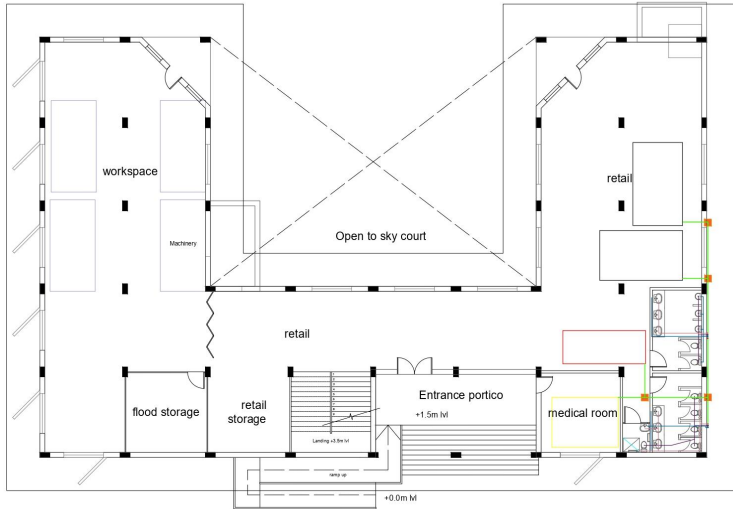 workspace
retail
Open to sky court
Machinery
retail
Entrance portico
flood storage
retail
storage
+1.5m lvl
medical room
Landing +3.8m lvl
ramp up
+0.0m lvl